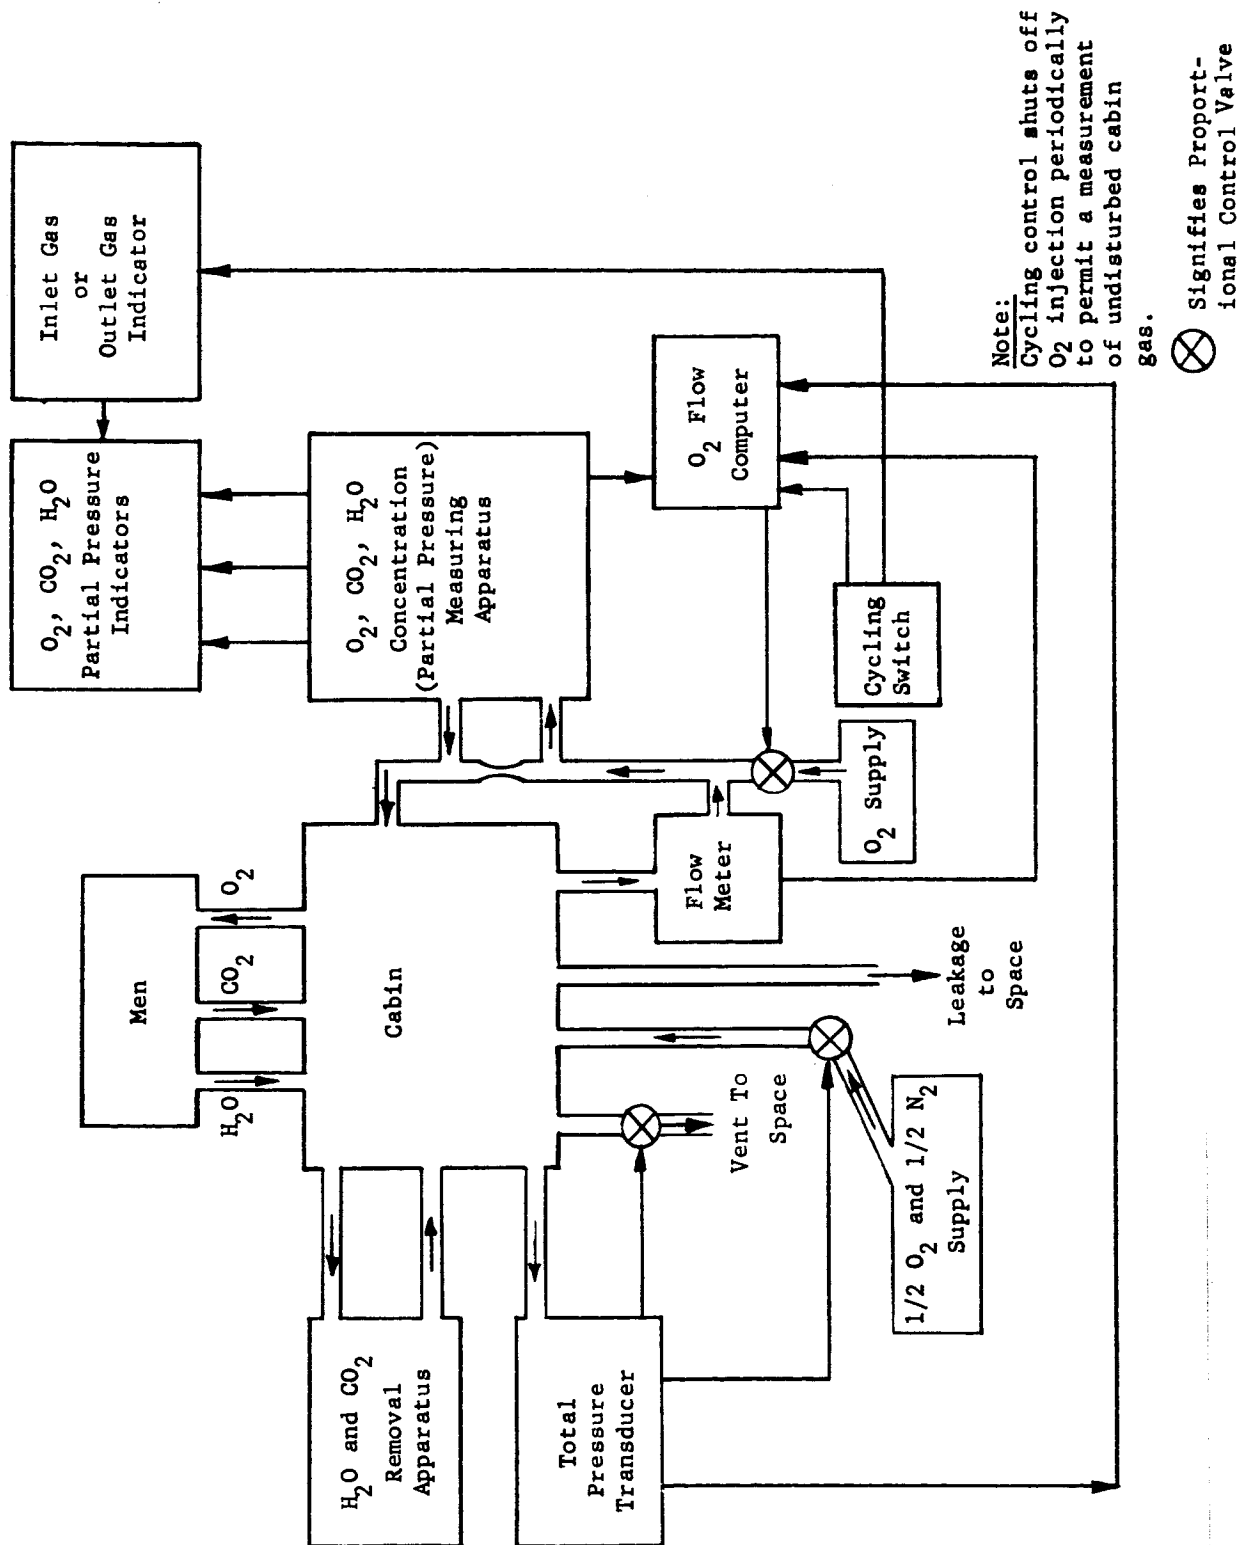 Inlet Gas
or
Outlet Gas
Indicator
O2, CO2, H2O
Partial Pressure
Indicators
O2, CO2, H2O
Concentration
(Partial Pressure)
Measuring
Apparatus
O2 Flow
Computer
Cycling
Switch
O2 Supply
Flow
Meter
Men
O2
CO2
H2O
Cabin
Leakage
to
Space
Vent To
Space
1/2 O2 and 1/2 N2
Supply
H2O and CO2
Removal
Apparatus
Total
Pressure
Transducer
Note:
Cycling control shuts off
O2 injection periodically
to permit a measurement
of undisturbed cabin
gas.
Signifies Proport-
ional Control Valve